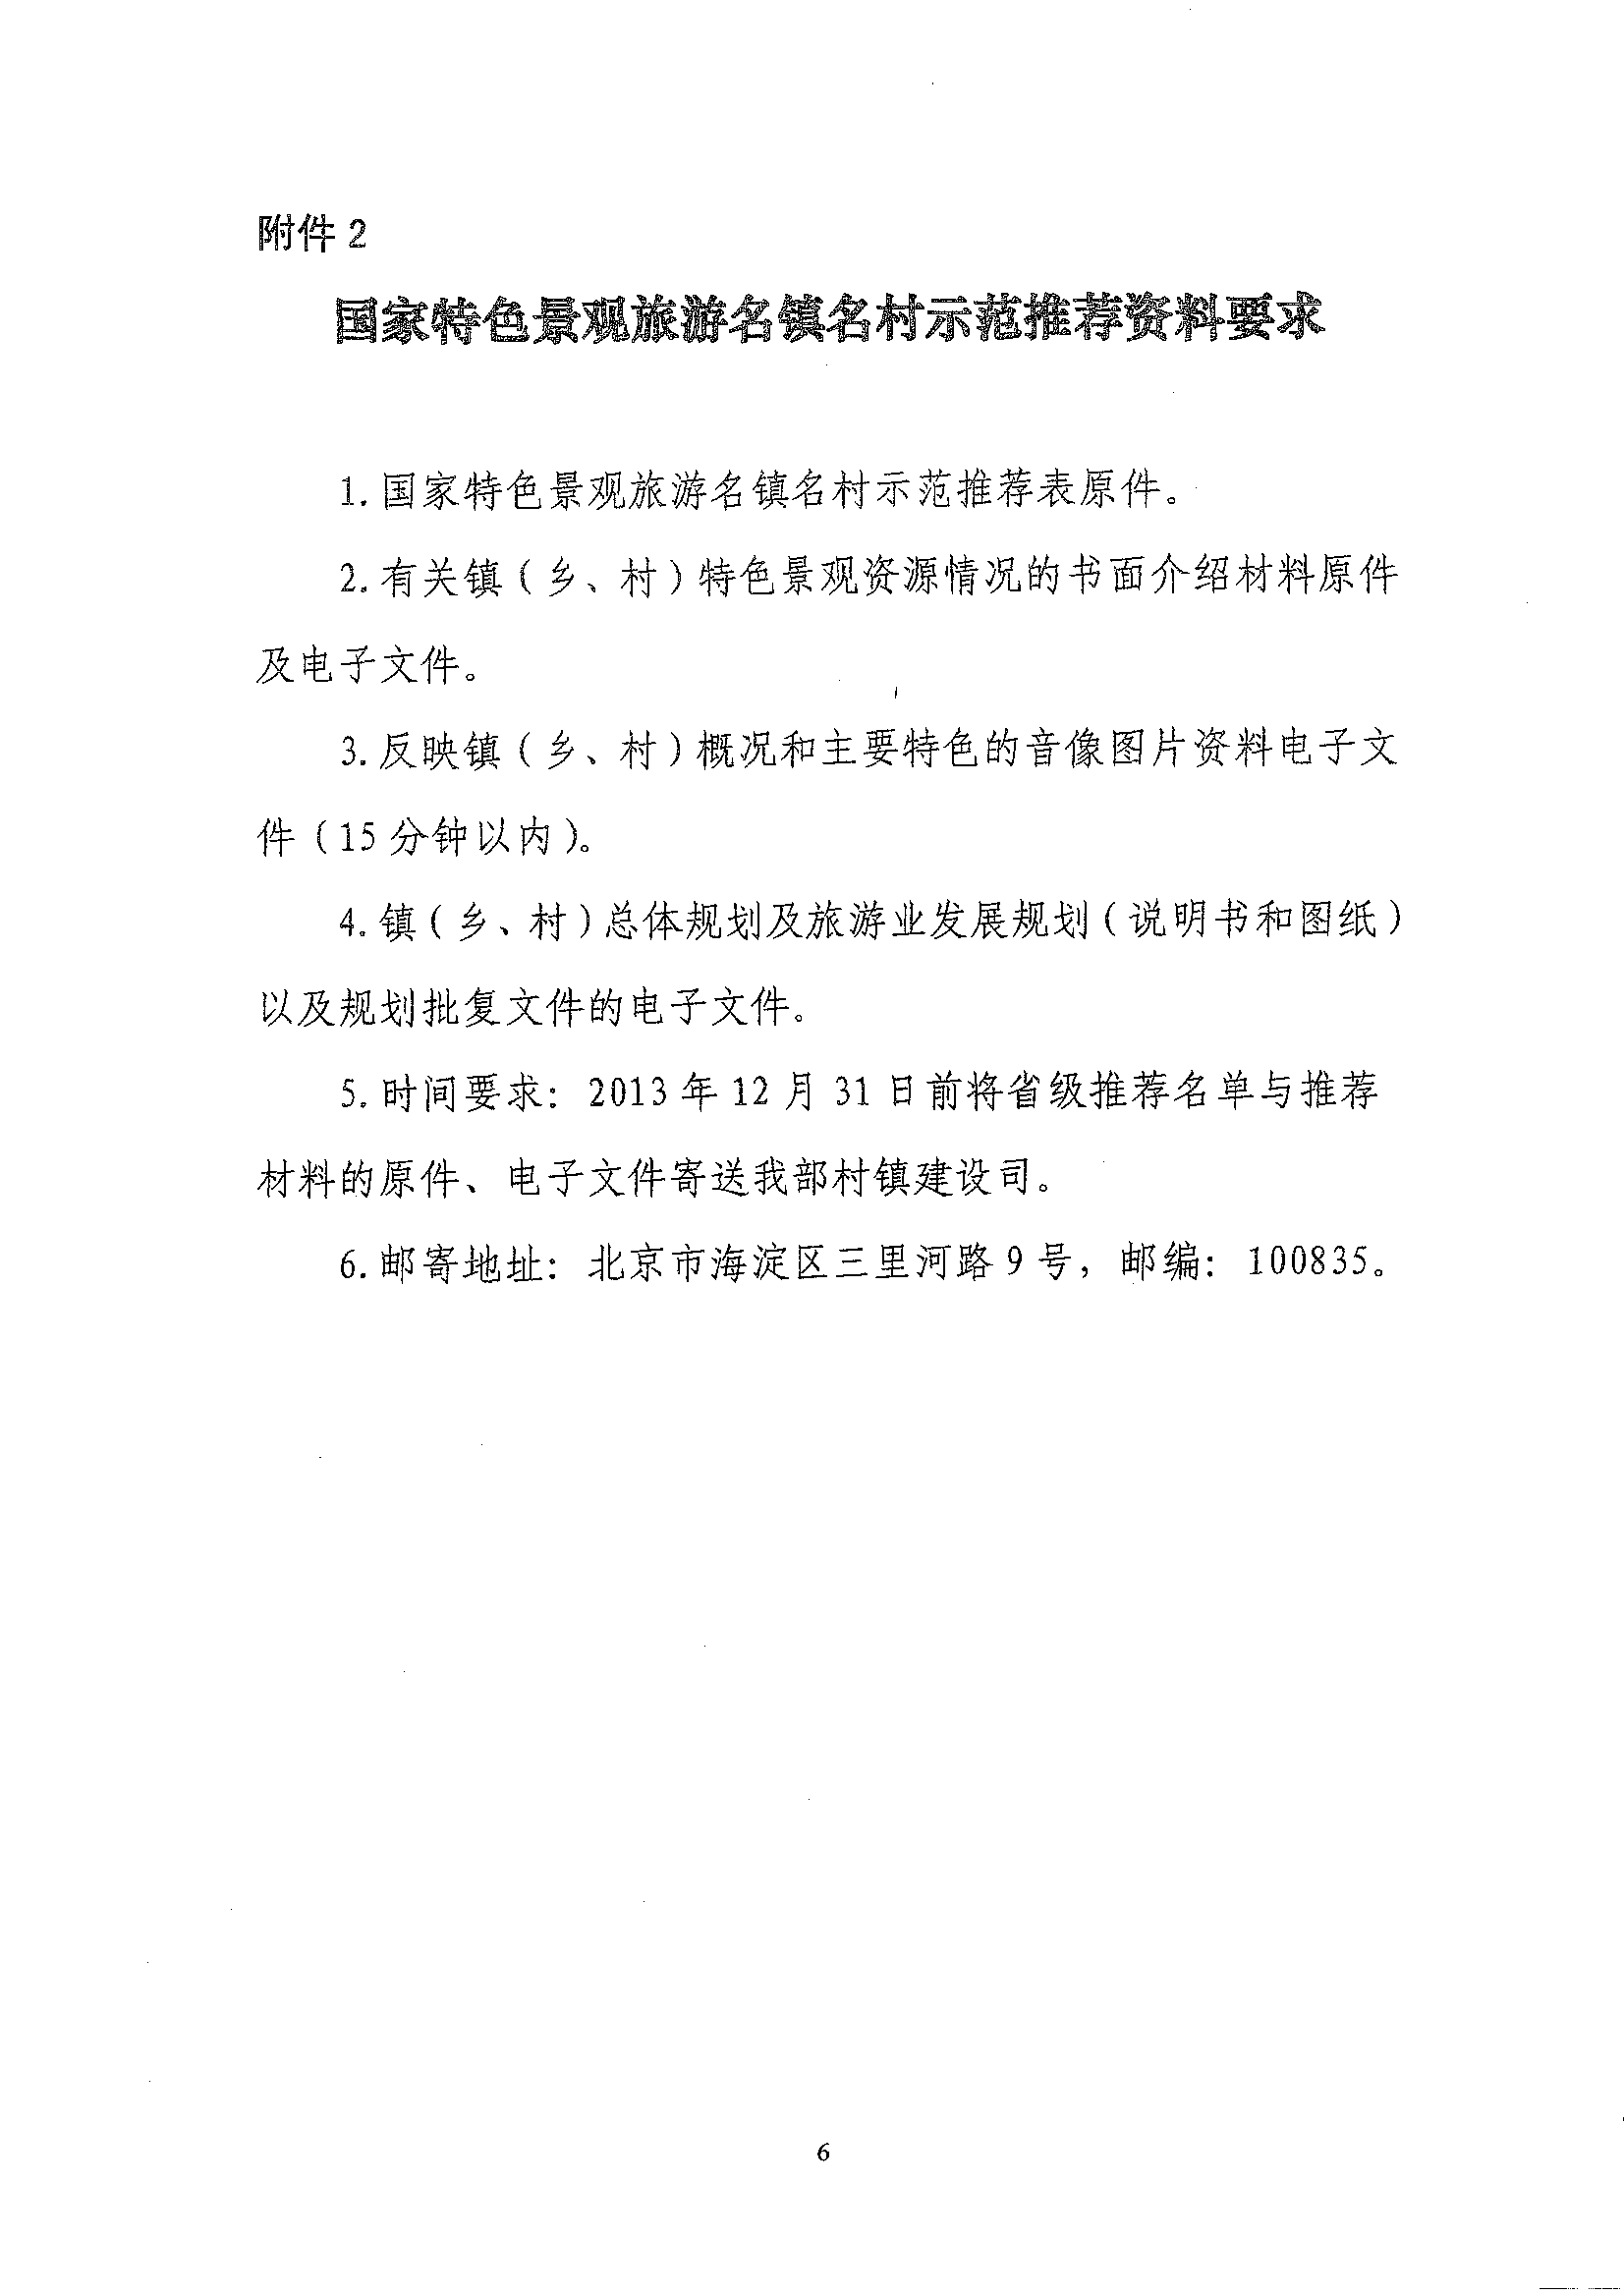 附件 2
国家特色景观旅游名镇名村示范推荐资料要求
1. 国家特色景观旅游名镇名村示范推荐表原件。
2. 有关镇（乡、村）特色景观资源情况的书面介绍材料原件
及电子文件。
3. 反映镇（乡、村）概况和主要特色的音像图片资料电子文
件（15 分钟以内）。
4. 镇（乡、村）总体规划及旅游业发展规划（说明书和图纸）
以及规划批复文件的电子文件。
5. 时间要求：2013 年 12 月 31 日前将省级推荐名单与推荐
材料的原件、电子文件寄送我部村镇建设司。
6. 邮寄地址：北京市海淀区三里河路 9 号，邮编：100835。
6